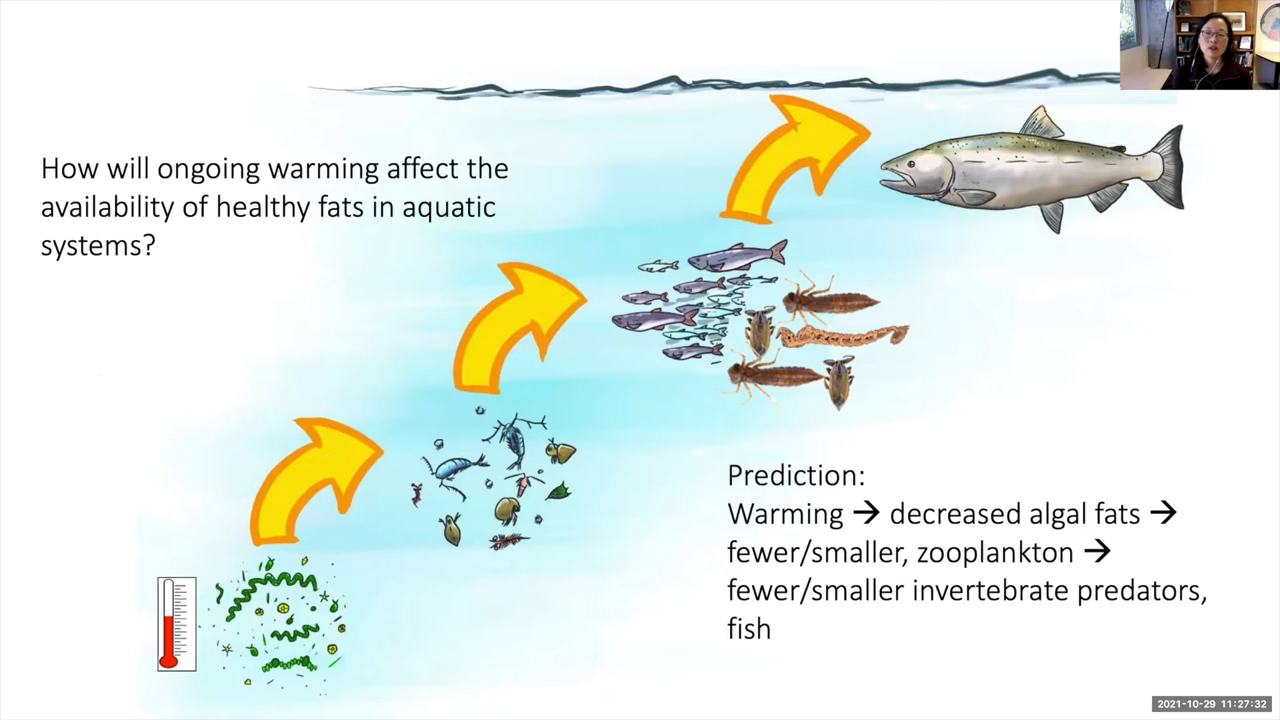 How will ongoing warming affect the
availability of healthy fats in aquatic
systems?
Prediction:
Warming → decreased algal fats →
fewer/smaller, zooplankton →
fewer/smaller invertebrate predators,
fish
2021-10-29 11:27:32